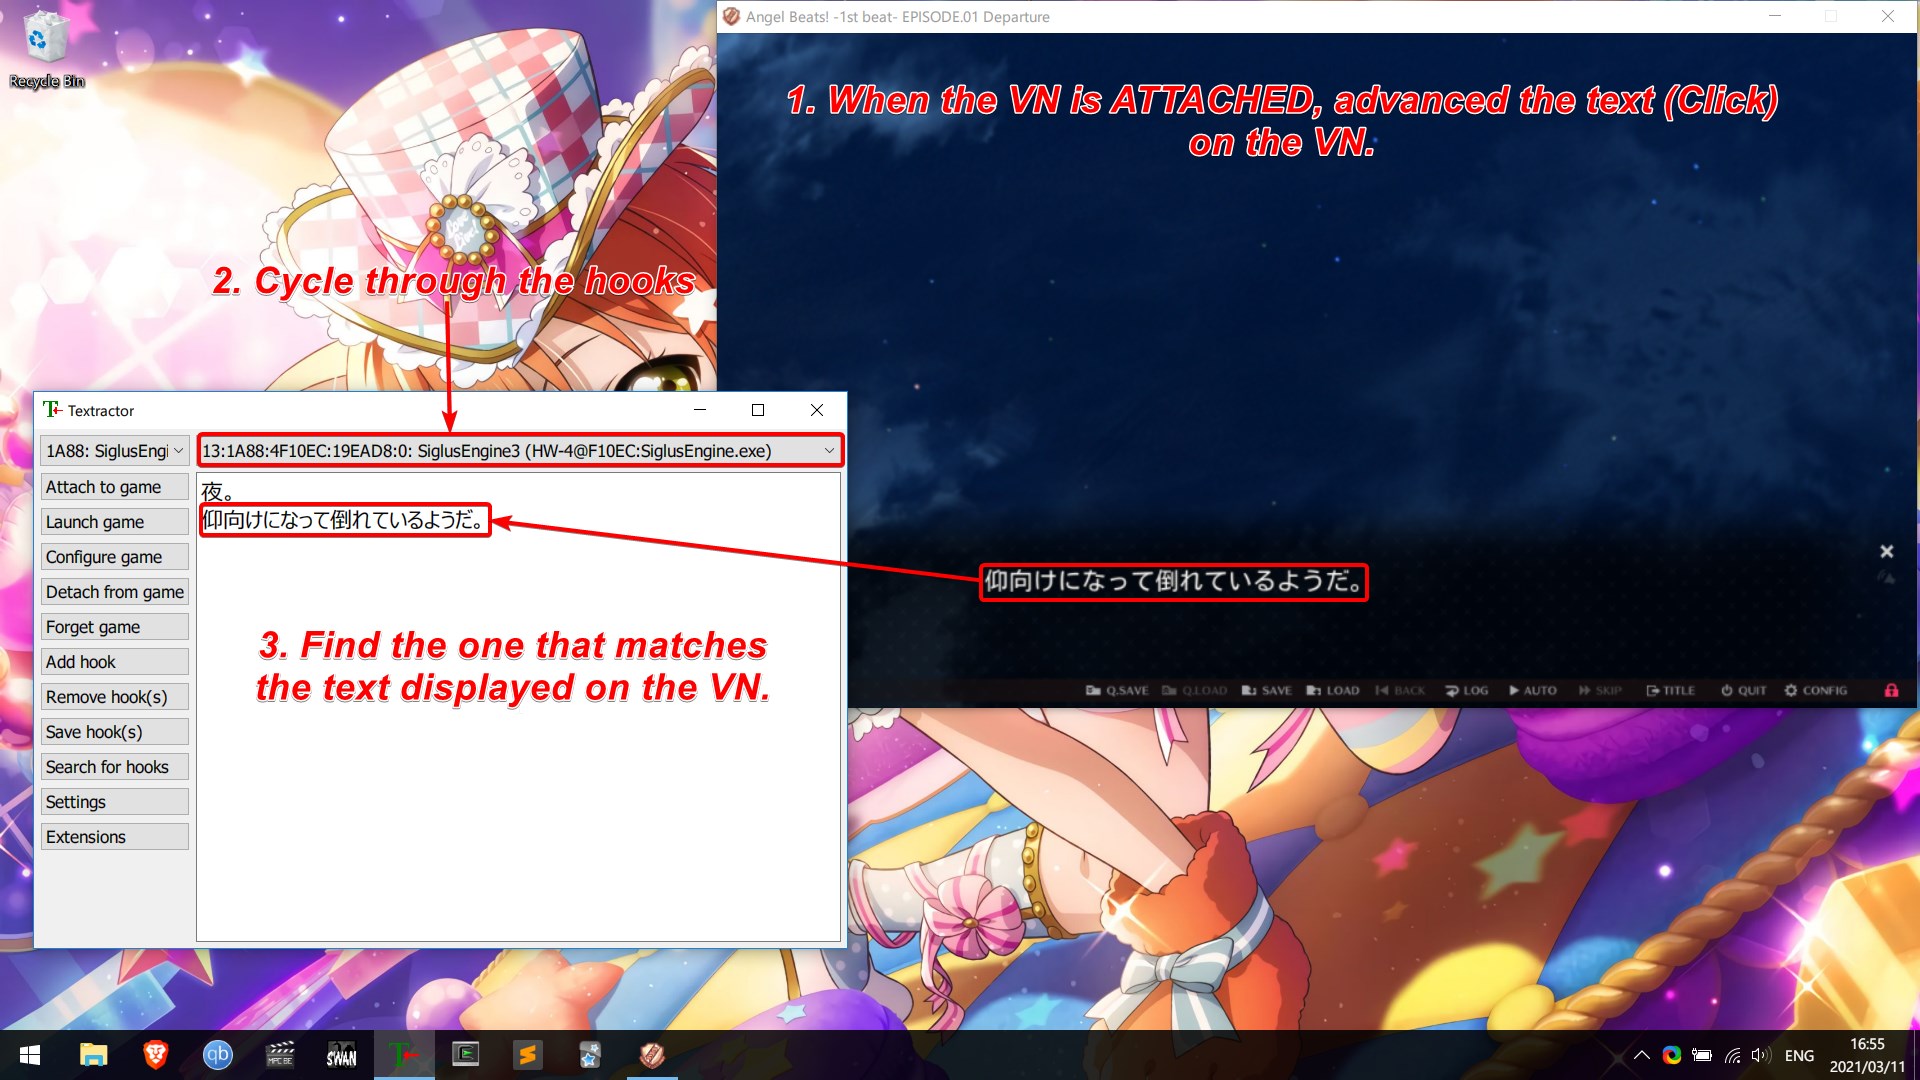 Recycle Bin
Angel Beats! -1st beat- EPISODE.01 Departure
1. When the VN is ATTACHED, advanced the text (Click)
on the VN.
Love
Live!
2. Cycle through the hooks
Textractor
1A88: SiglusEngi
13:1A88:4F10EC:19EAD8:0: SiglusEngine3 (HW-4@F10EC:SiglusEngine.exe)
Attach to game
Launch game
Configure game
Detach from game
Forget game
Add hook
Remove hook(s)
Save hook(s)
Search for hooks
Settings
Extensions
夜。
仰向けになって倒れているようだ。
3. Find the one that matches
the text displayed on the VN.
仰向けになって倒れているようだ。
Q.SAVE Q.LOAD SAVE LOAD BACK LOG AUTO SKIP TITLE QUIT CONFIG
qb
MPC BE
SWAN
ENG
16:55
2021/03/11